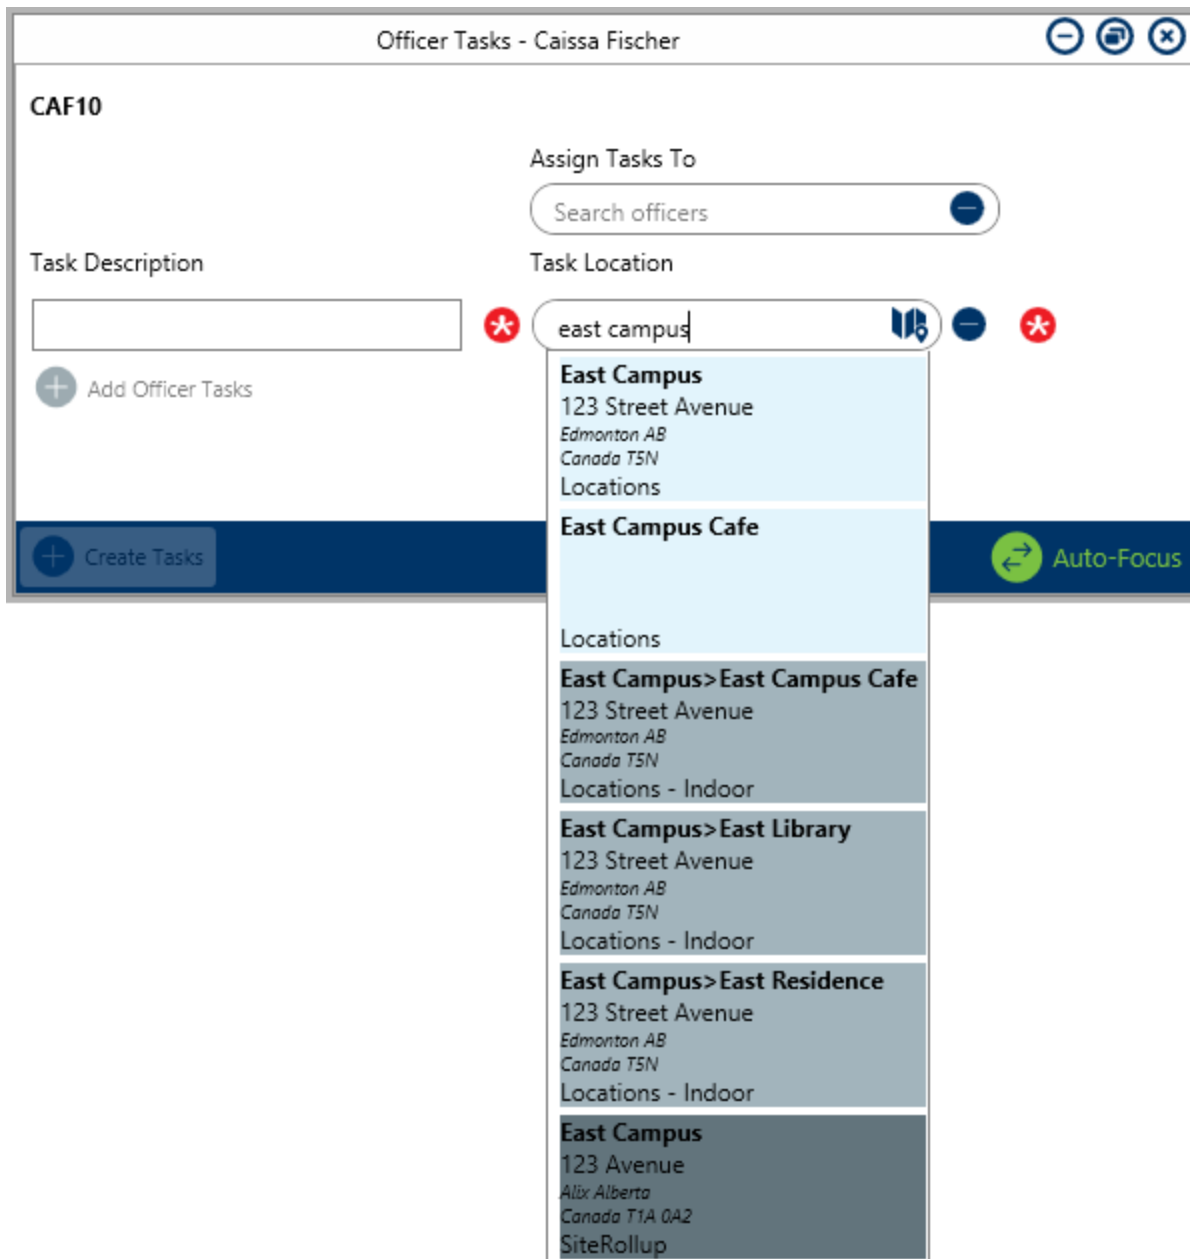 Officer Tasks - Caissa Fischer
CAF10
Assign Tasks To
Search officers
Task Description
Task Location
east campus
Add Officer Tasks
East Campus
123 Street Avenue
Edmonton AB
Canada T5N
Locations
East Campus Cafe
Locations
Create Tasks
Auto-Focus
East Campus>East Campus Cafe
123 Street Avenue
Edmonton AB
Canada T5N
Locations - Indoor
East Campus>East Library
123 Street Avenue
Edmonton AB
Canada T5N
Locations - Indoor
East Campus>East Residence
123 Street Avenue
Edmonton AB
Canada T5N
Locations - Indoor
East Campus
123 Avenue
Alix Alberta
Canada T1A 0A2
SiteRollup